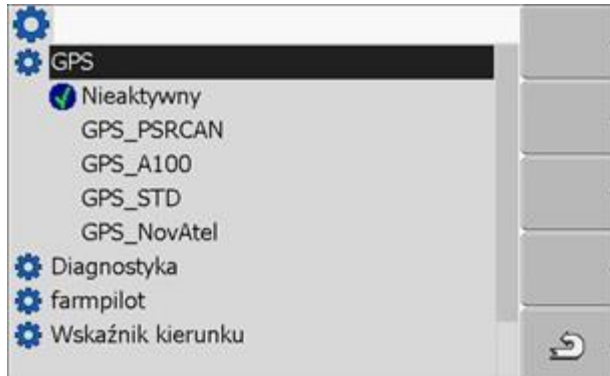 GPS
Nieaktywny
GPS_PSRCAN
GPS_A100
GPS_STD
GPS_NovAtel
Diagnostyka
farmpilot
Wskaźnik kierunku